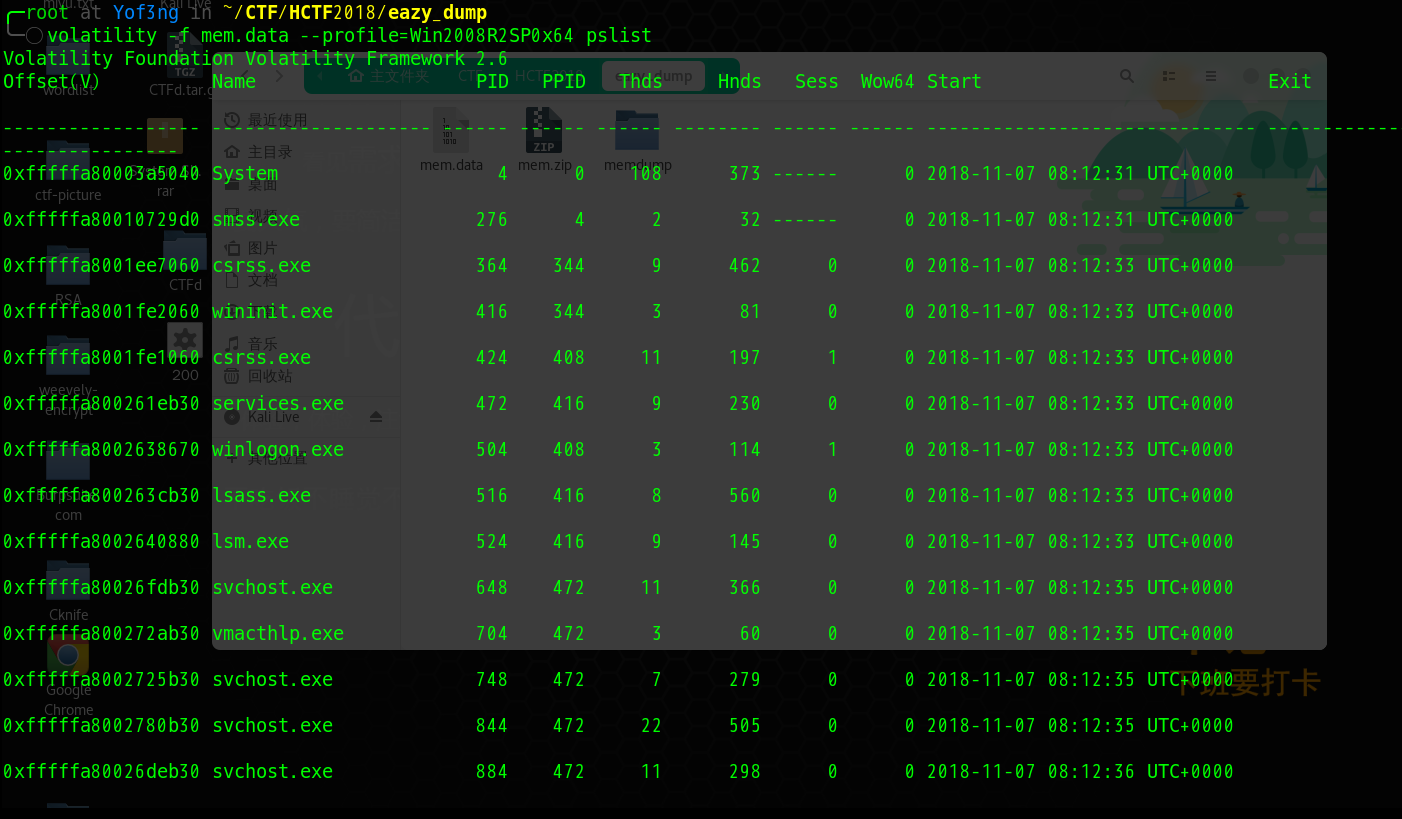 miyu.txt
Kali Live
root at Yof3ng in ~/CTF/HCTF2018/eazy_dump
volatility -f mem.data --profile=Win2008R2SP0x64 pslist
Volatility Foundation Volatility Framework 2.6
Offset(V) Name PID PPID Thds Hnds Sess Wow64 Start Exit
------------------ -------------------- ------ ------ ------ -------- ------ ------ ------------------------------ ------------------------------
0xfffffa80003a5040 System 4 0 108 373 ------ 0 2018-11-07 08:12:31 UTC+0000
0xfffffa80010729d0 smss.exe 276 4 2 32 ------ 0 2018-11-07 08:12:31 UTC+0000
0xfffffa8001ee7060 csrss.exe 364 344 9 462 0 0 2018-11-07 08:12:33 UTC+0000
0xfffffa8001fe2060 wininit.exe 416 344 3 81 0 0 2018-11-07 08:12:33 UTC+0000
0xfffffa8001fe1060 csrss.exe 424 408 11 197 1 0 2018-11-07 08:12:33 UTC+0000
0xfffffa800261eb30 services.exe 472 416 9 230 0 0 2018-11-07 08:12:33 UTC+0000
0xfffffa8002638670 winlogon.exe 504 408 3 114 1 0 2018-11-07 08:12:33 UTC+0000
0xfffffa800263cb30 lsass.exe 516 416 8 560 0 0 2018-11-07 08:12:33 UTC+0000
0xfffffa8002640880 lsm.exe 524 416 9 145 0 0 2018-11-07 08:12:33 UTC+0000
0xfffffa80026fdb30 svchost.exe 648 472 11 366 0 0 2018-11-07 08:12:35 UTC+0000
0xfffffa800272ab30 vmacthlp.exe 704 472 3 60 0 0 2018-11-07 08:12:35 UTC+0000
0xfffffa8002725b30 svchost.exe 748 472 7 279 0 0 2018-11-07 08:12:35 UTC+0000
0xfffffa8002780b30 svchost.exe 844 472 22 505 0 0 2018-11-07 08:12:35 UTC+0000
0xfffffa80026deb30 svchost.exe 884 472 11 298 0 0 2018-11-07 08:12:36 UTC+0000
TGZ
wordlist
CTFd.tar.g
主文件夹
最近使用
主目录
桌面
视频
图片
文档
音乐
回收站
Kali Live
其他位置
mem.data
ZIP
mem.zip
memdump
ctf-picture
rar
RSA
CTFd
weevely-
encrypt
200
com
Cknife
Google
Chrome
下班要打卡